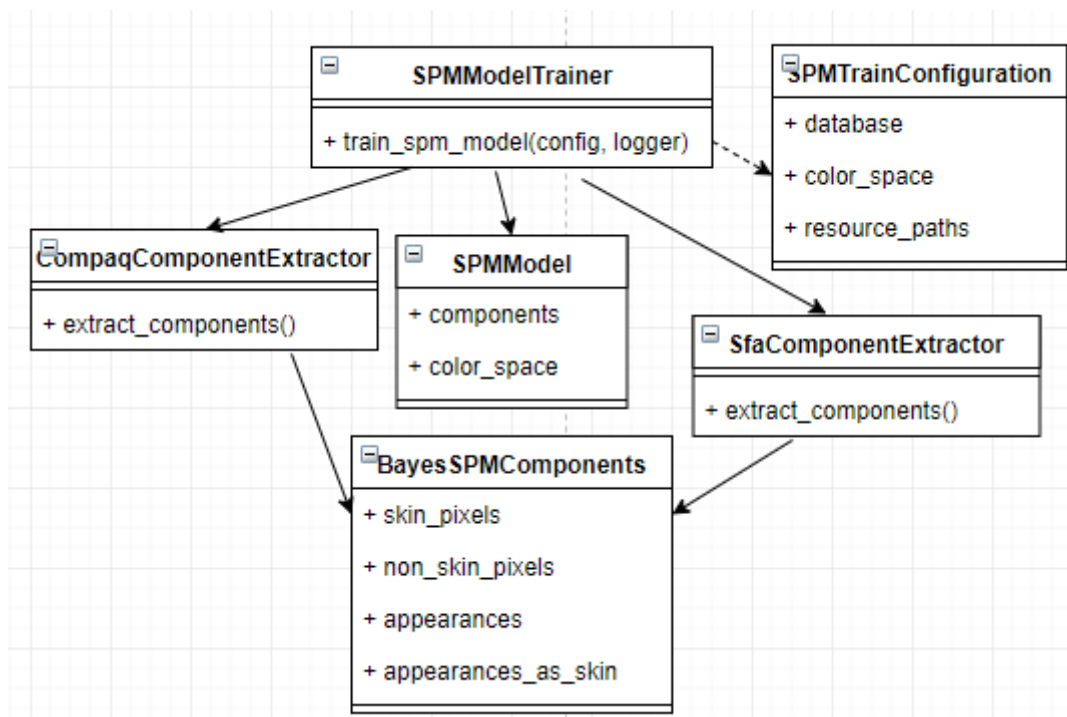 SPMModelTrainer
+ train_spm_model(config, logger)
SPMTrainConfiguration
+ database
+ color_space
+ resource_paths
CompaqComponentExtractor
+ extract_components()
SPMModel
+ components
+ color_space
SfaComponentExtractor
+ extract_components()
BayesSPMComponents
+ skin_pixels
+ non_skin_pixels
+ appearances
+ appearances_as_skin